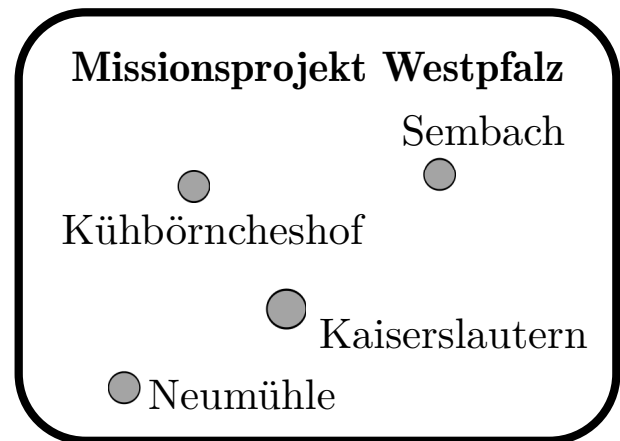 Missionsprojekt Westpfalz
Sembach
Kühbörncheshof
Kaiserslautern
Neumühle